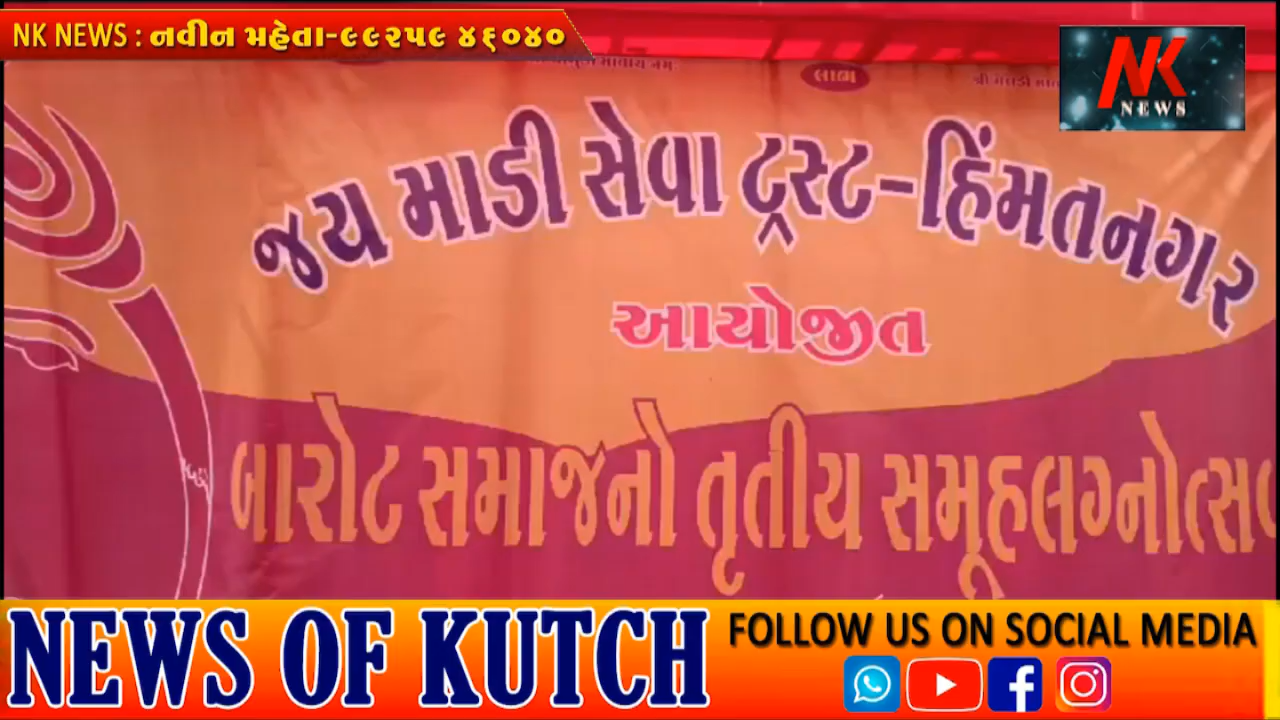 NK NEWS : નવીન મહેતા-૯૯૨૫૯ ૪૬૦૪૦
NK
NEWS
લાભ
જય માડી સેવા ટ્રસ્ટ-હિંમતનગર
આયોજીત
બારોટ સમાજનો તૃતીય સમૂહલગ્નોત્સવ
NEWS OF KUTCH
FOLLOW US ON SOCIAL MEDIA